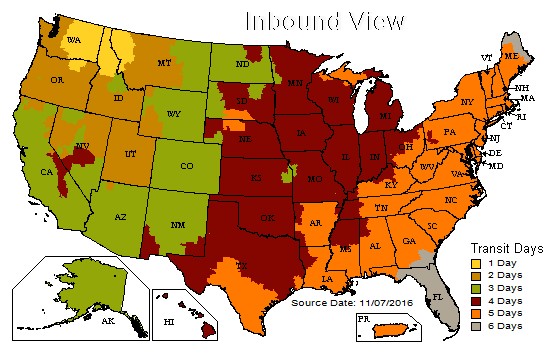 Inbound View
WA
OR
ID
MT
ND
MN
SD
WY
NV
UT
CO
CA
AZ
NM
NE
KS
OK
TX
IA
MO
AR
LA
WI
IL
IN
MI
OH
KY
TN
MS
AL
GA
FL
SC
NC
VA
WV
PA
NY
VT
ME
NH
MA
RI
CT
NJ
DE
MD
AK
HI
PR
Source Date: 11/07/2016
Transit Days
1 Day
2 Days
3 Days
4 Days
5 Days
6 Days